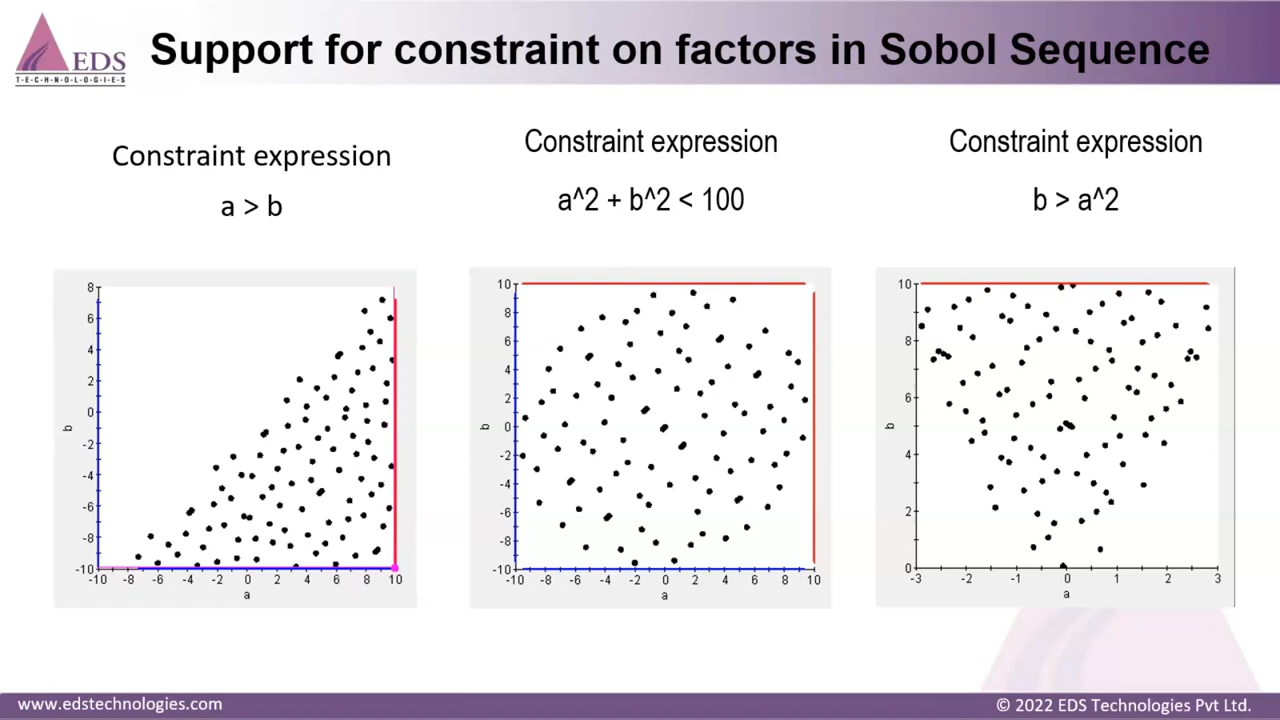 EDS
T·E·C·H·N·O·L·O·G·I·E·S
Support for constraint on factors in Sobol Sequence
Constraint expression
a > b
Constraint expression
a^2 + b^2 < 100
Constraint expression
b > a^2
8
6
4
2
0
-2
-4
-6
-8
-10
b
-10 -8 -6 -4 -2 0 2 4 6 8 10
a
10
8
6
4
2
0
-2
-4
-6
-8
-10
b
-10 -8 -6 -4 -2 0 2 4 6 8 10
a
10
8
6
4
2
0
b
-3 -2 -1 0 1 2 3
a
www.edstechnologies.com
© 2022 EDS Technologies Pvt Ltd.